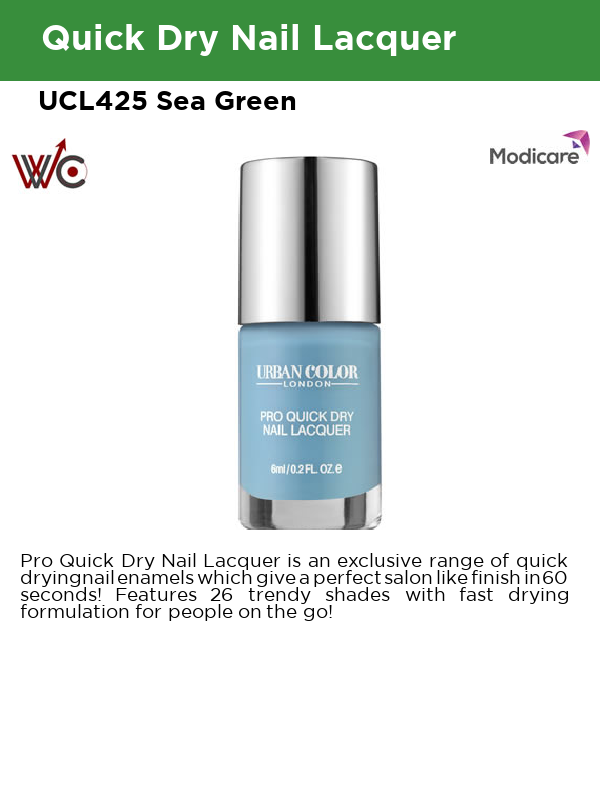 Quick Dry Nail Lacquer
UCL425 Sea Green
WC
Modicare
URBAN COLOR
LONDON
PRO QUICK DRY
NAIL LACQUER
6ml/0.2 FL. OZ.e
Pro Quick Dry Nail Lacquer is an exclusive range of quick
dryingnail enamels which give a perfect salon like finish in 60
seconds! Features 26 trendy shades with fast drying
formulation for people on the go!